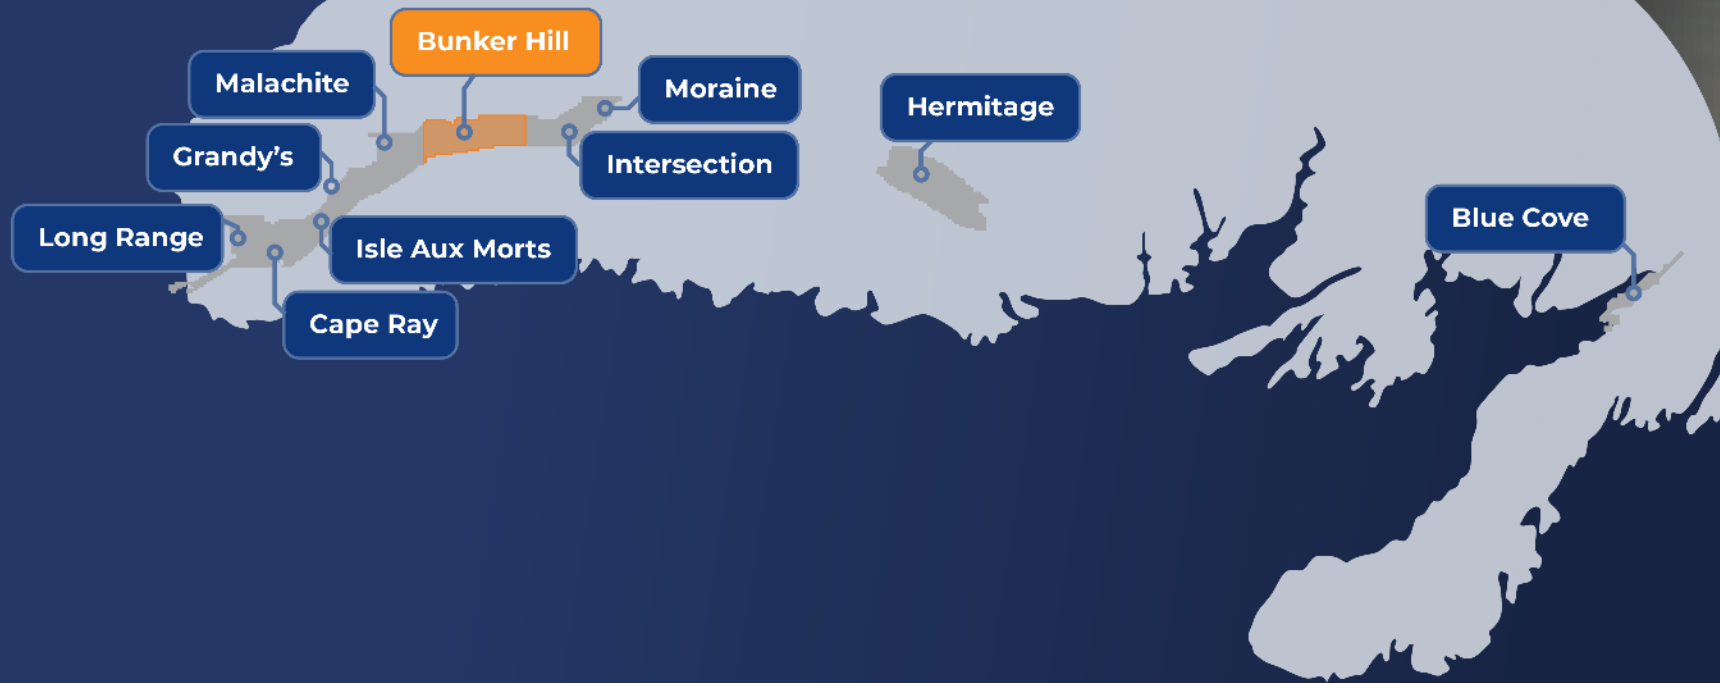 Bunker Hill
Malachite
Moraine
Hermitage
Grandy’s
Intersection
Blue Cove
Long Range
Isle Aux Morts
Cape Ray